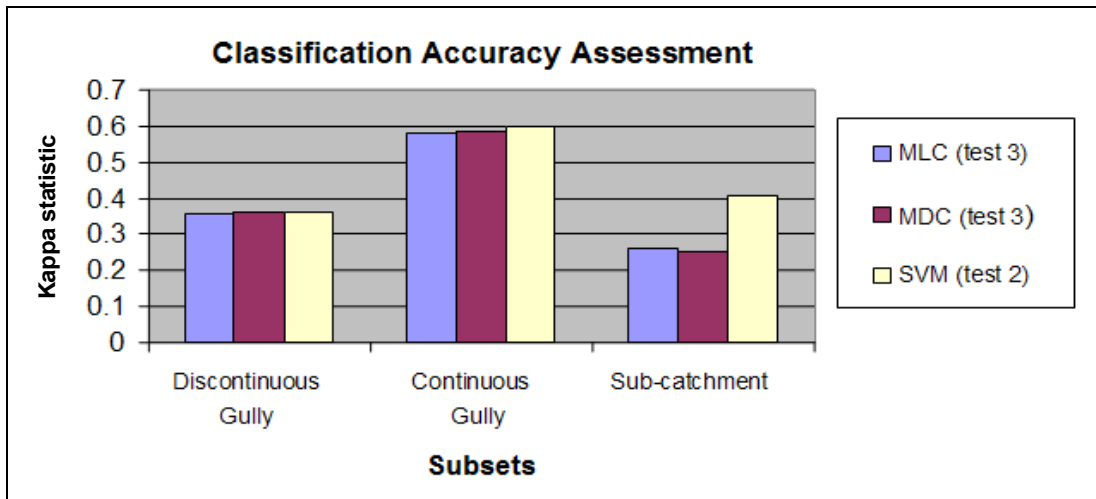 Classification Accuracy Assessment
0.7
0.6
0.5
0.4
0.3
0.2
0.1
0
Kappa statistic
Discontinuous
Gully
Continuous
Gully
Sub-catchment
Subsets
MLC (test 3)
MDC (test 3)
SVM (test 2)